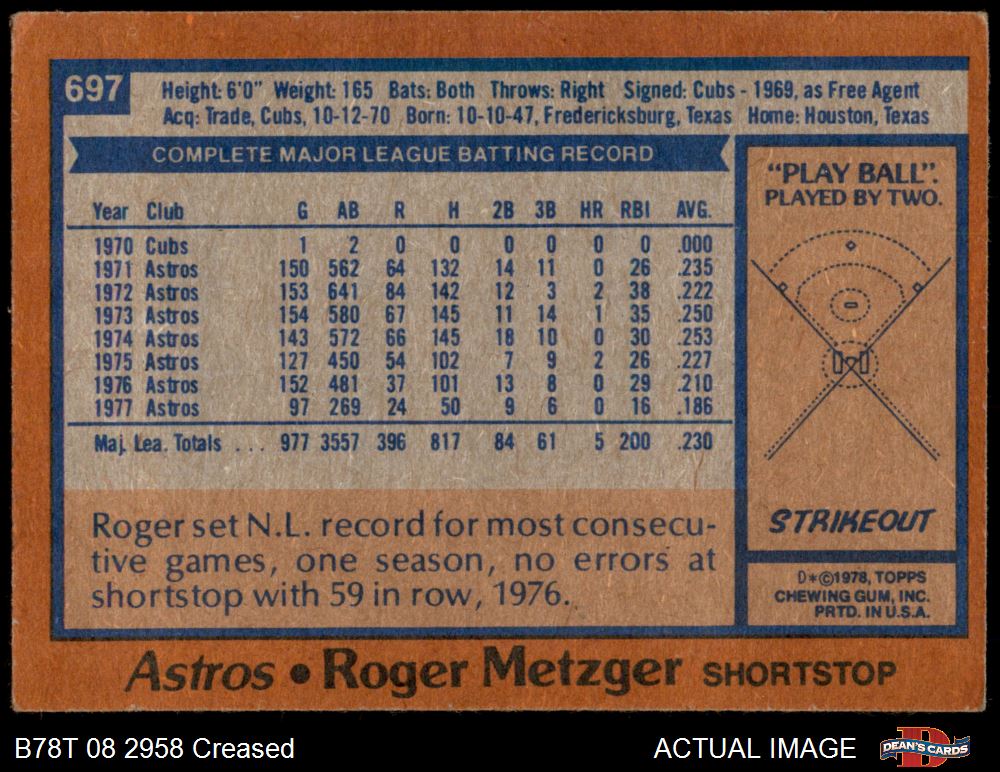 697
Height: 6'0" Weight: 165 Bats: Both Throws: Right Signed: Cubs - 1969, as Free Agent
Acq: Trade, Cubs, 10-12-70 Born: 10-10-47, Fredericksburg, Texas Home: Houston, Texas
COMPLETE MAJOR LEAGUE BATTING RECORD
Year Club G AB R H 2B 3B HR RBI AVG.
1970 Cubs 1 2 0 0 0 0 0 0 .000
1971 Astros 150 562 64 132 14 11 0 26 .235
1972 Astros 153 641 84 142 12 3 2 38 .222
1973 Astros 154 580 67 145 11 14 1 35 .250
1974 Astros 143 572 66 145 18 10 0 30 .253
1975 Astros 127 450 54 102 7 9 2 26 .227
1976 Astros 152 481 37 101 13 8 0 29 .210
1977 Astros 97 269 24 50 9 6 0 16 .186
Maj. Lea. Totals . . . 977 3557 396 817 84 61 5 200 .230
Roger set N.L. record for most consecu-
tive games, one season, no errors at
shortstop with 59 in row, 1976.
"PLAY BALL".
PLAYED BY TWO.
STRIKEOUT
D*©1978, TOPPS
CHEWING GUM, INC.
PRTD. IN U.S.A.
Astros • Roger Metzger SHORTSTOP
B78T 08 2958 Creased
ACTUAL IMAGE
D
DEAN'S CARDS